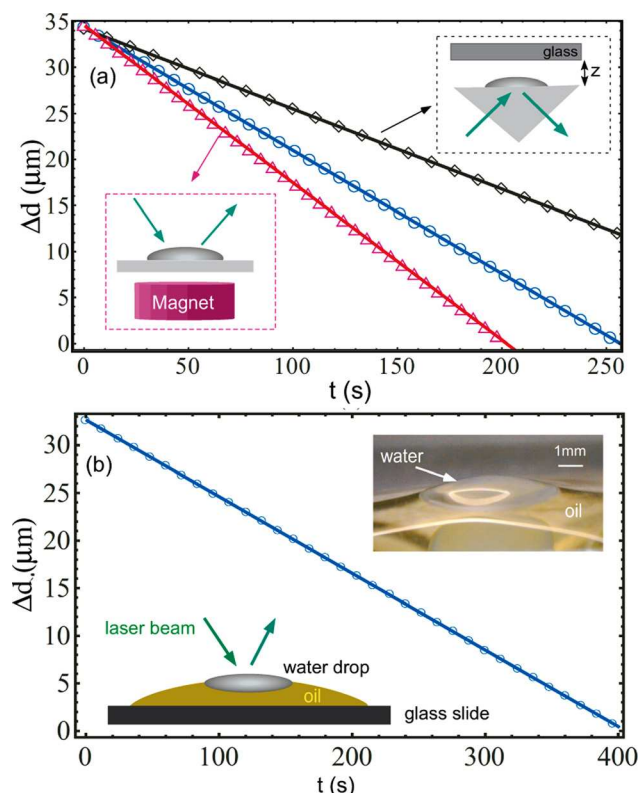 35
30
25
20
15
10
5
0
Δd (μm)
(a)
glass
z
Magnet
0
50
100
150
200
250
t (s)
30
25
20
15
10
5
0
Δd.(μm)
(b)
water
1mm
oil
laser beam
water drop
oil
glass slide
0
100
200
300
400
t (s)